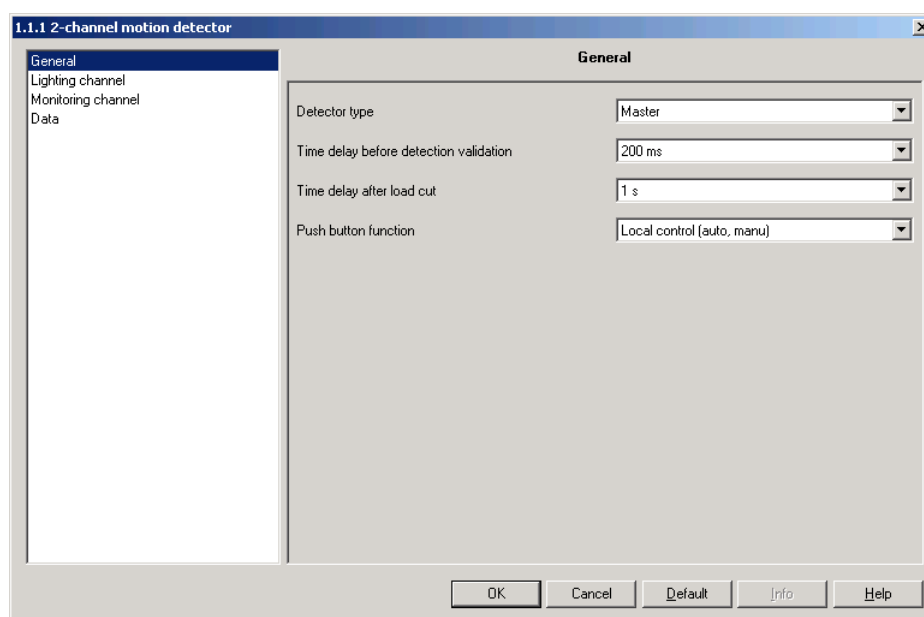 1.1.1 2-channel motion detector
General
Lighting channel
Monitoring channel
Data
General
Detector type
Master
Time delay before detection validation
200 ms
Time delay after load cut
1 s
Push button function
Local control (auto, manu)
OK
Cancel
Default
Info
Help